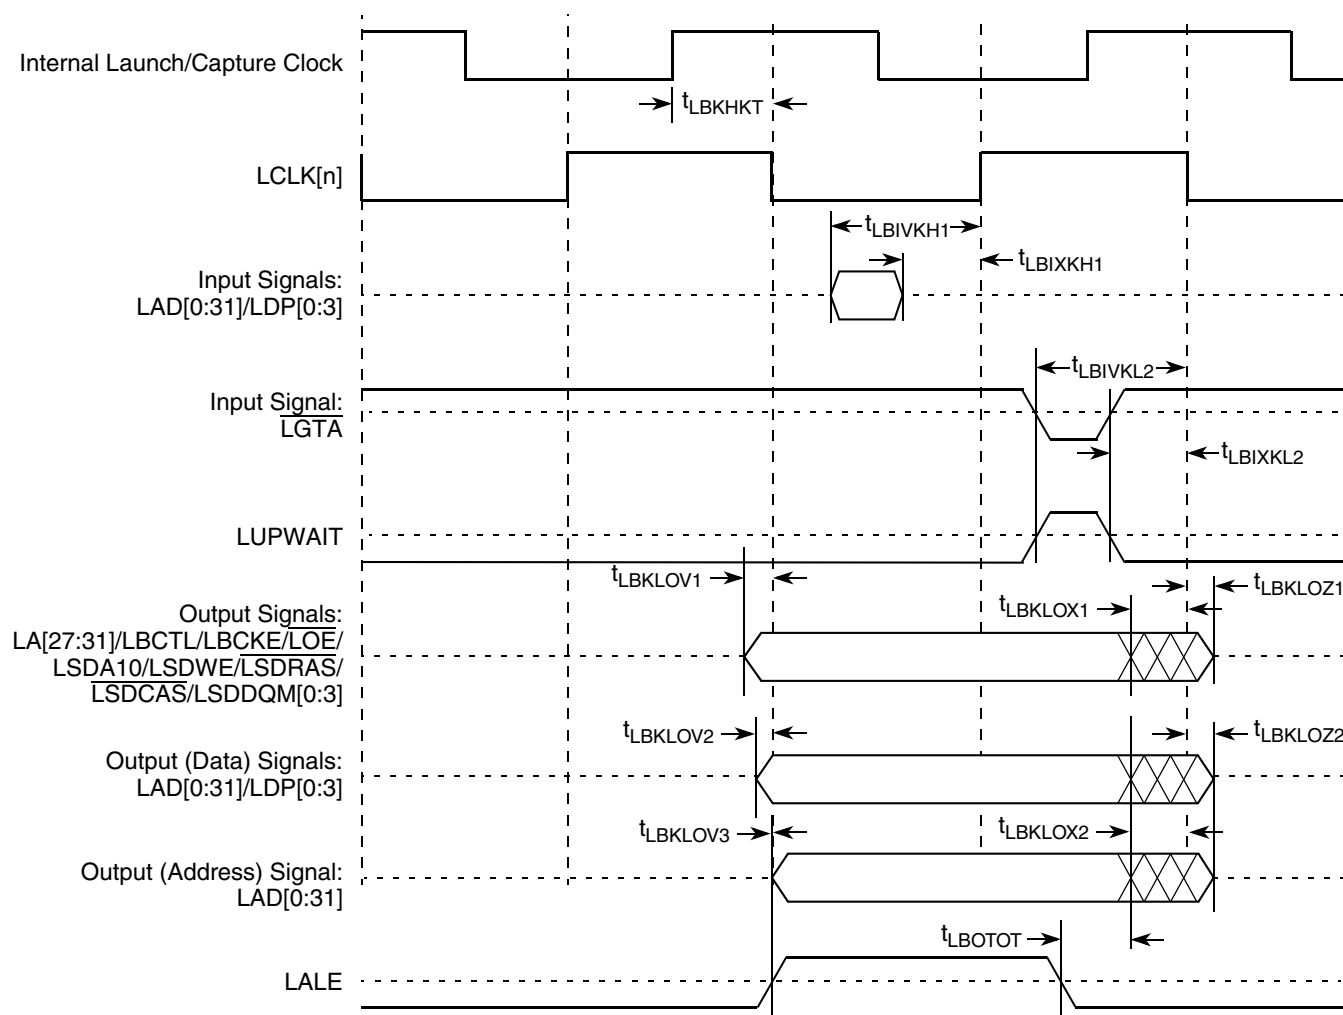 Internal Launch/Capture Clock
tLBKHKT
LCLK[n]
tLBIVKH1
tLBIXKH1
Input Signals:
LAD[0:31]/LDP[0:3]
tLBIVKL2
Input Signal:
LGTA
tLBIXKL2
LUPWAIT
tLBKLOV1
tLBKLOZ1
tLBKLOX1
Output Signals:
LA[27:31]/LBCTL/LBCKE/LOE/
LSDA10/LSDWE/LSDRAS/
LSDCAS/LSDDQM[0:3]
tLBKLOV2
tLBKLOZ2
Output (Data) Signals:
LAD[0:31]/LDP[0:3]
tLBKLOV3
tLBKLOX2
Output (Address) Signal:
LAD[0:31]
tLBOTOT
LALE